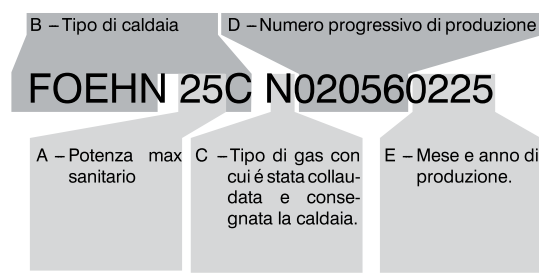 B – Tipo di caldaia
D – Numero progressivo di produzione
FOEHN 25C N020560225
A – Potenza max
sanitario
C – Tipo di gas con
cui é stata collau-
data e conse-
gnata la caldaia.
E – Mese e anno di
produzione.